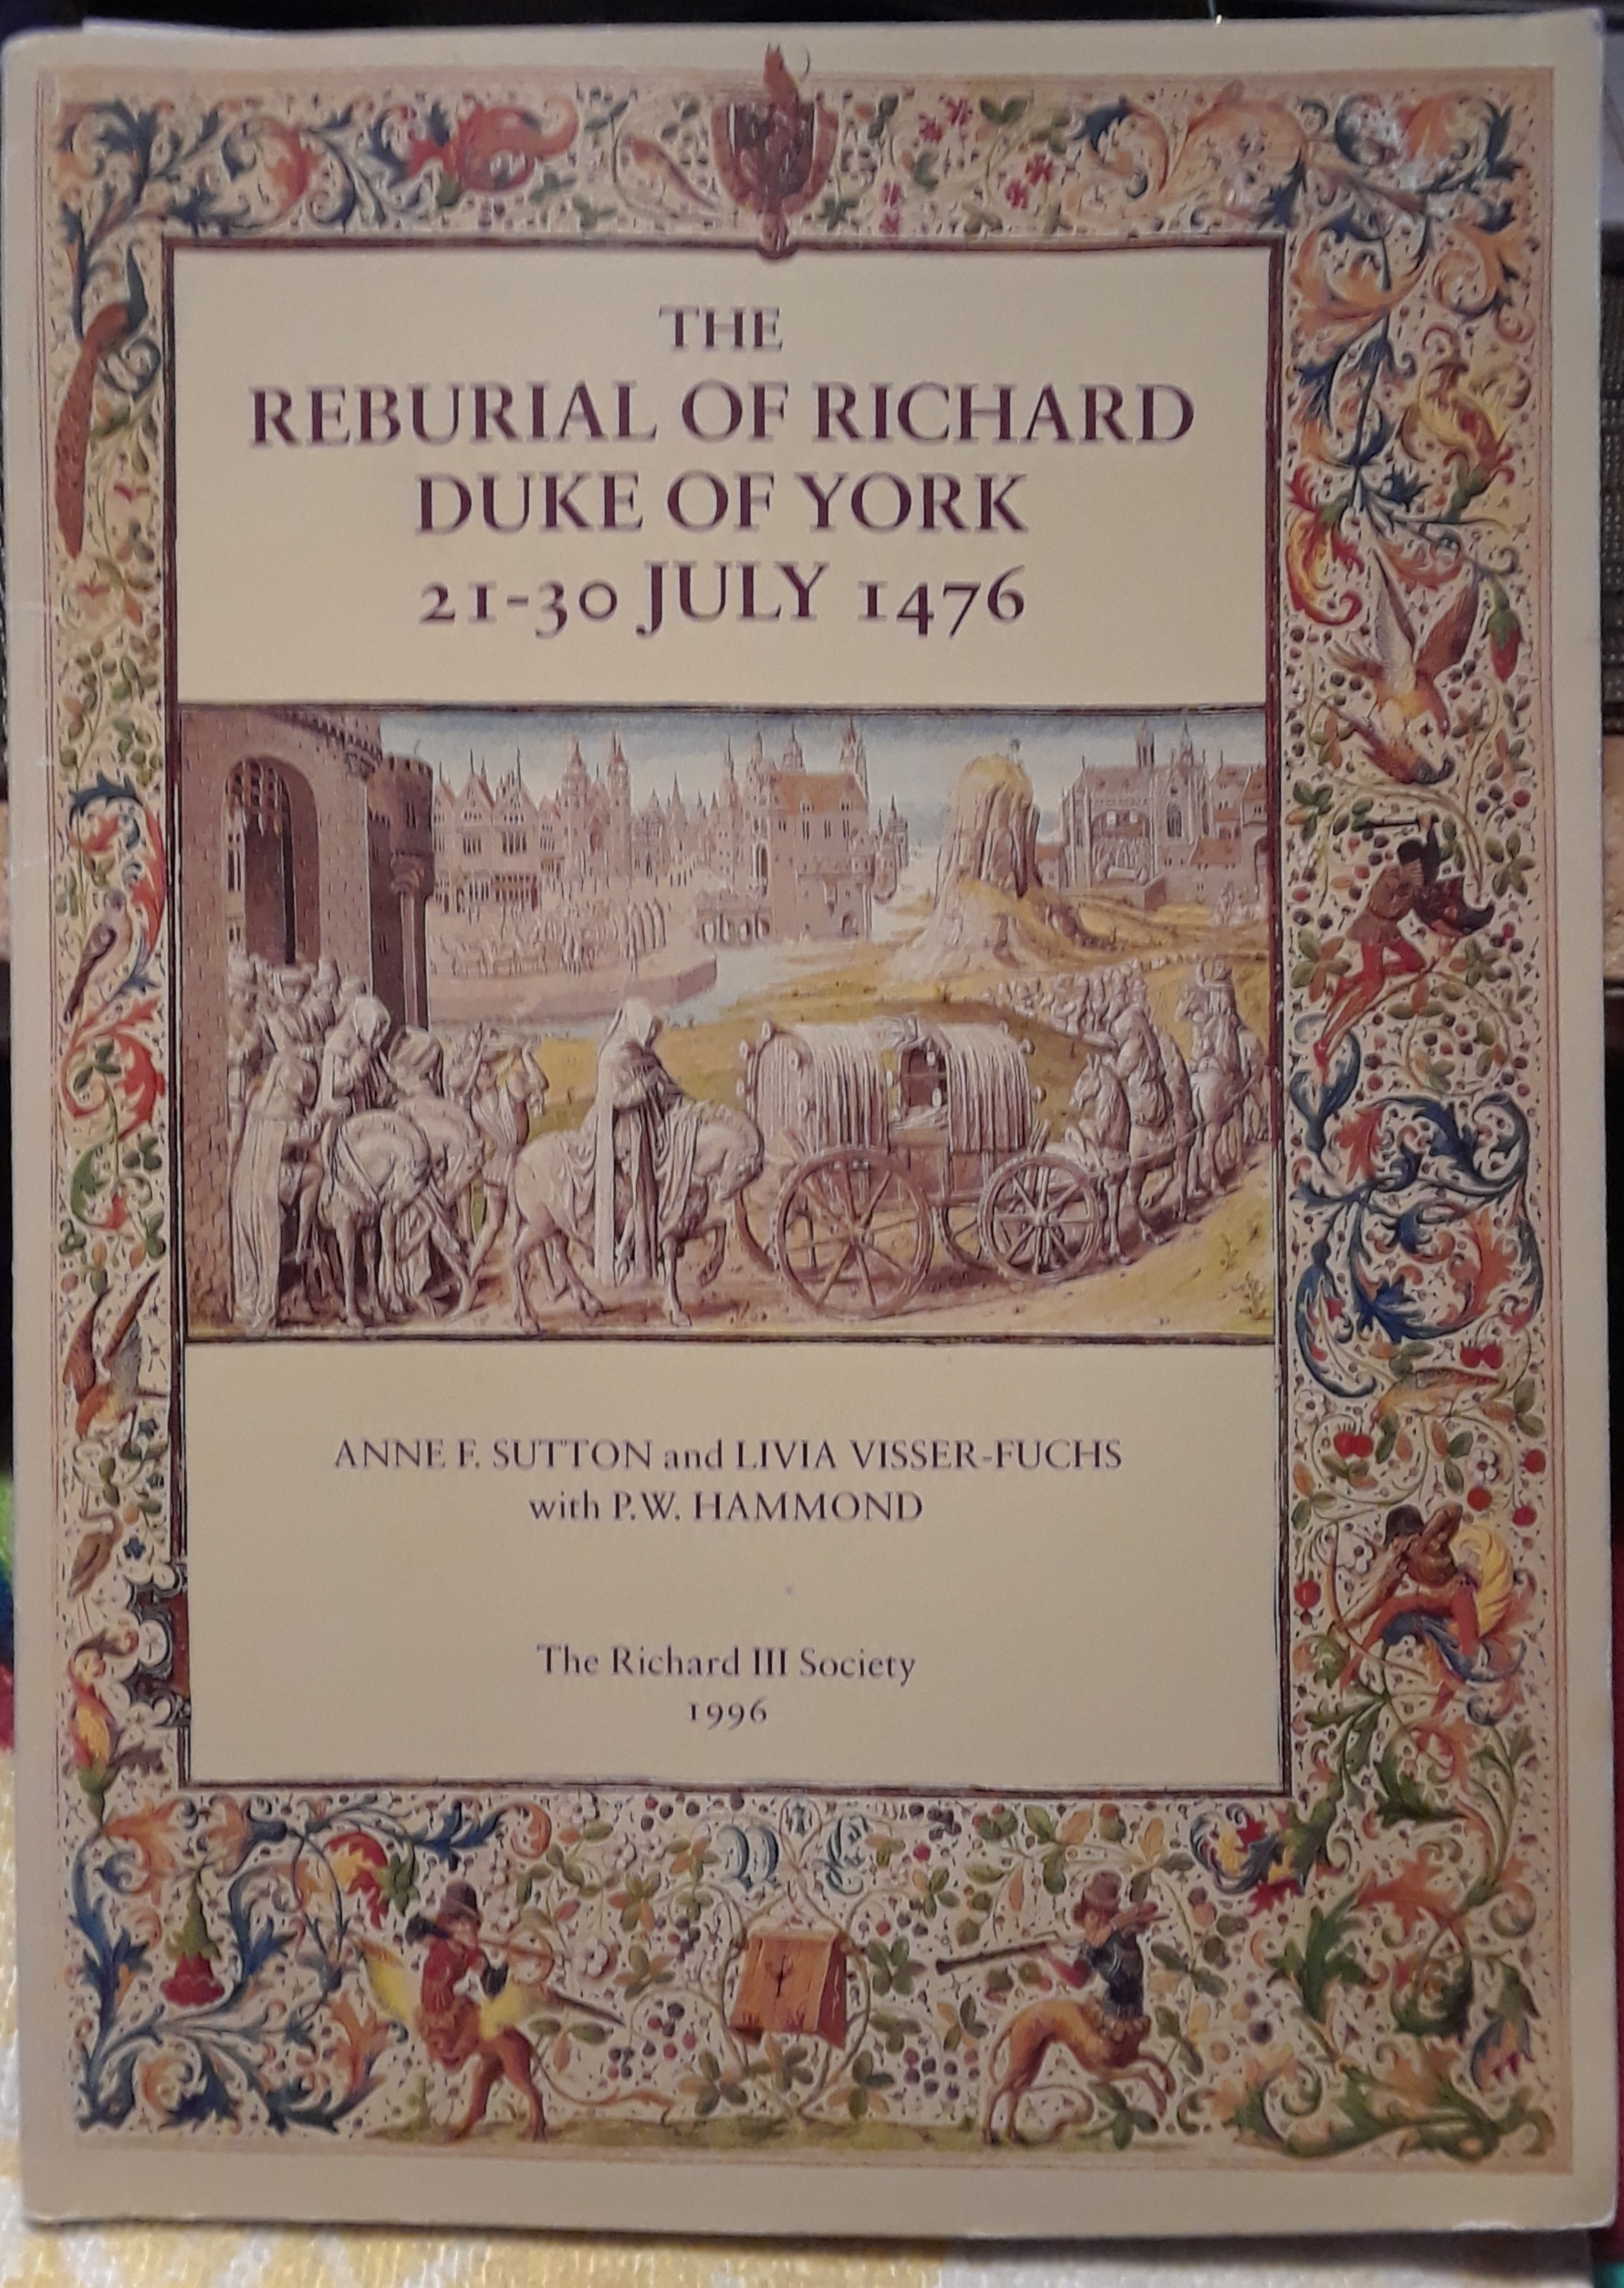 THE
REBURIAL OF RICHARD
DUKE OF YORK
21-30 JULY 1476
ANNE F. SUTTON and LIVIA VISSER-FUCHS
with P.W. HAMMOND
The Richard III Society
1996